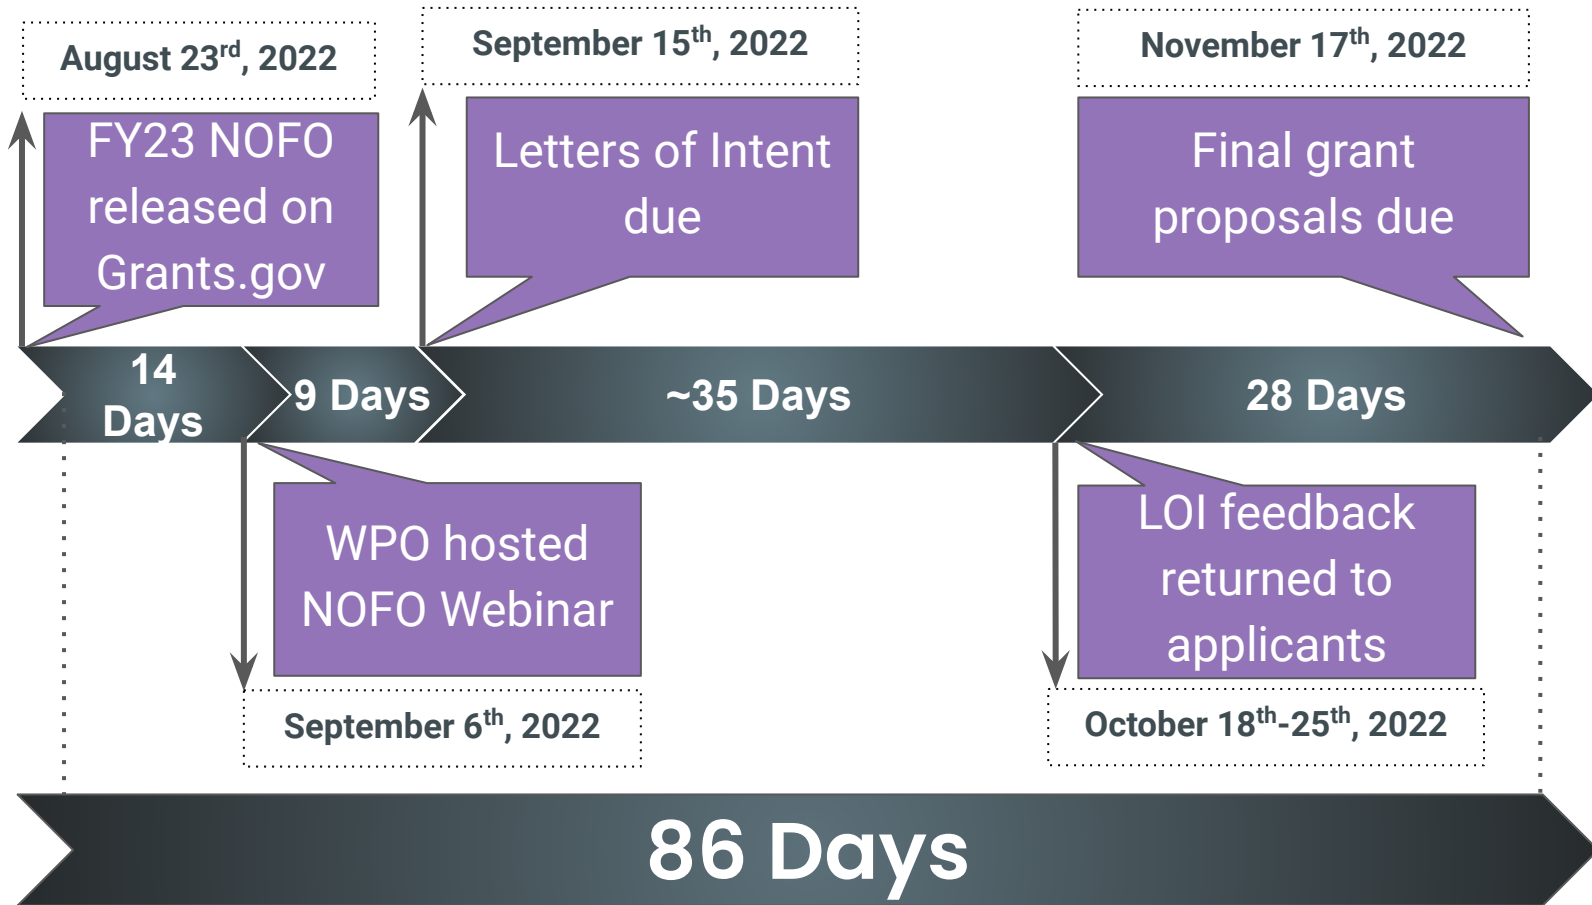 August 23rd, 2022
FY23 NOFO
released on
Grants.gov
September 15th, 2022
Letters of Intent
due
November 17th, 2022
Final grant
proposals due
14
Days
9 Days
~35 Days
28 Days
WPO hosted
NOFO Webinar
September 6th, 2022
LOI feedback
returned to
applicants
October 18th-25th, 2022
86 Days